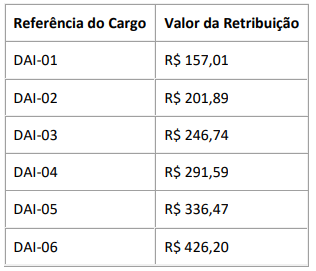 Referência do Cargo Valor da Retribuição
DAI-01 R$ 157,01
DAI-02 R$ 201,89
DAI-03 R$ 246,74
DAI-04 R$ 291,59
DAI-05 R$ 336,47
DAI-06 R$ 426,20